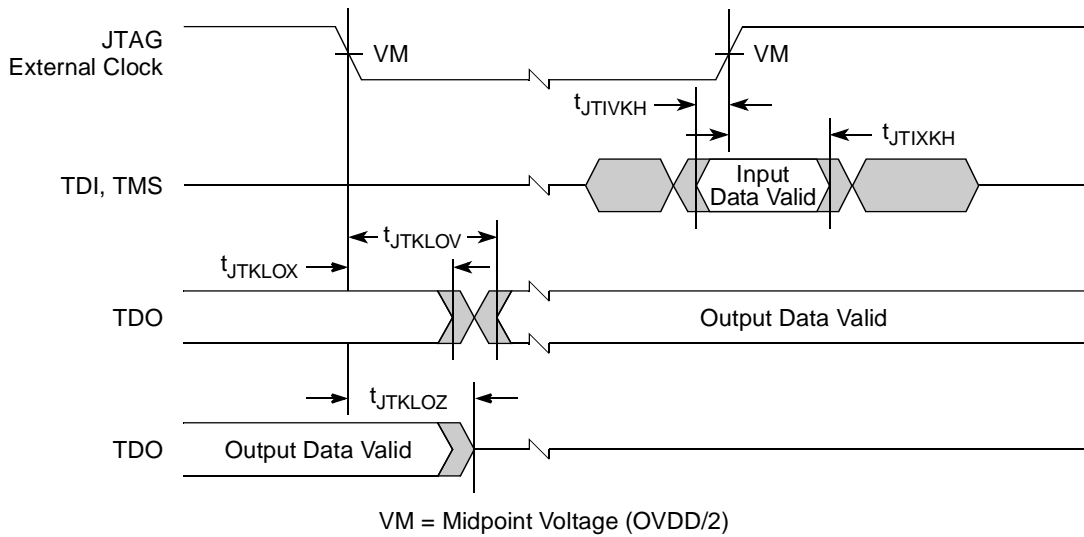 JTAG
External Clock
VM
VM
tJTIVKH
tJTIXKH
TDI, TMS
Input
Data Valid
tJTKLOV
tJTKLOX
TDO
Output Data Valid
tJTKLOZ
TDO
Output Data Valid
VM = Midpoint Voltage (OVDD/2)